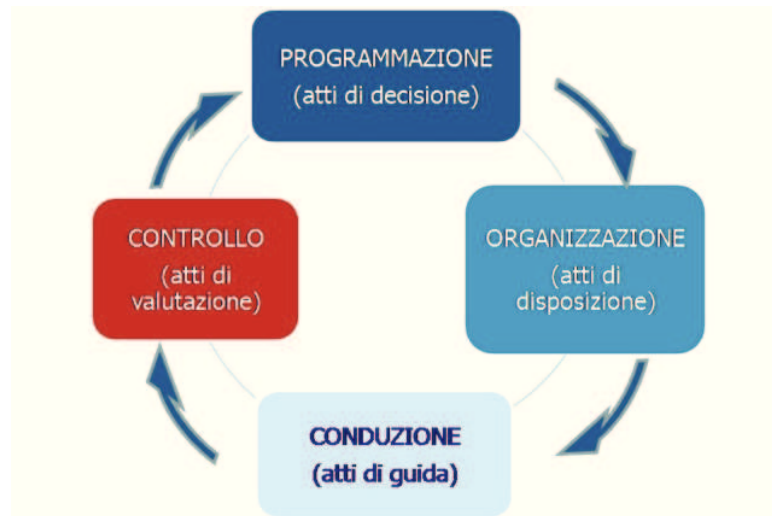 PROGRAMMAZIONE
(atti di decisione)
ORGANIZZAZIONE
(atti di
disposizione)
CONDUZIONE
(atti di guida)
CONTROLLO
(atti di
valutazione)